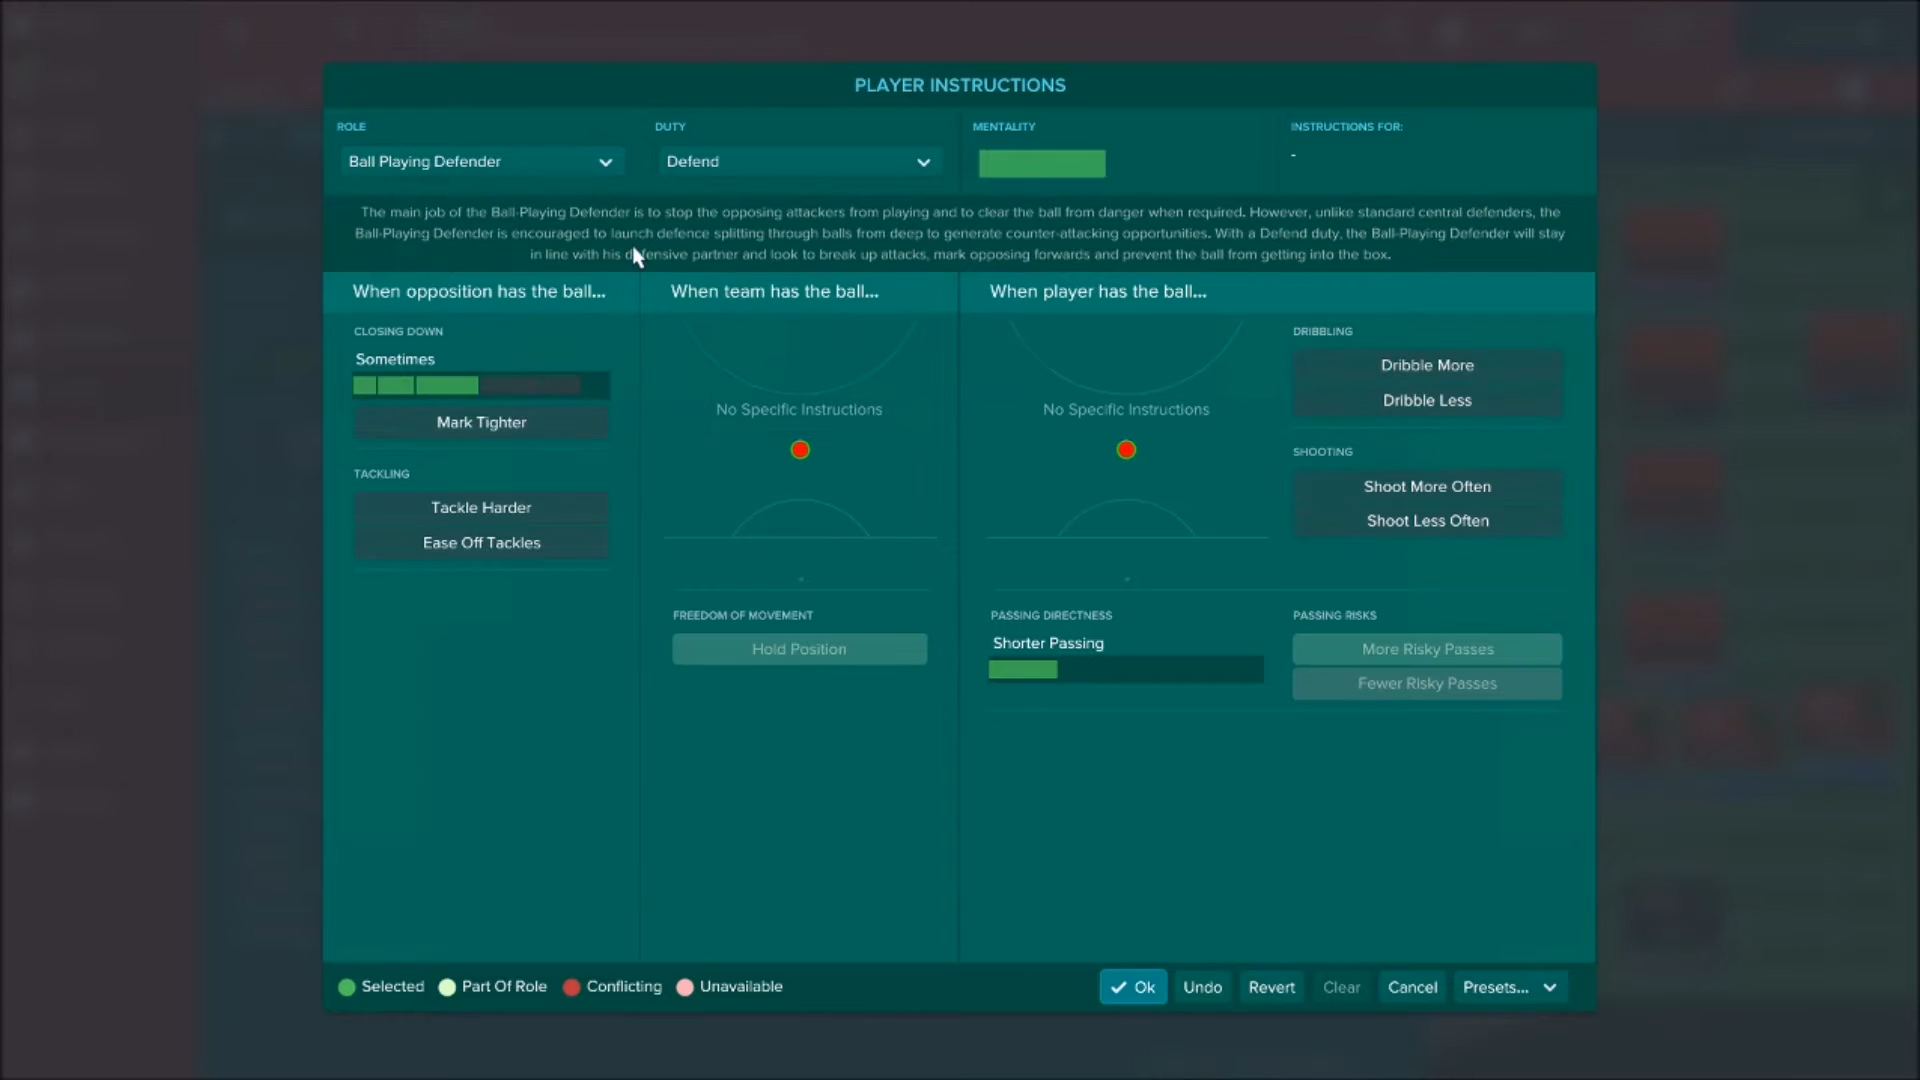 PLAYER INSTRUCTIONS
ROLE
DUTY
MENTALITY
INSTRUCTIONS FOR:
Ball Playing Defender
Defend
-
The main job of the Ball-Playing Defender is to stop the opposing attackers from playing and to clear the ball from danger when required. However, unlike standard central defenders, the
Ball-Playing Defender is encouraged to launch defence splitting through balls from deep to generate counter-attacking opportunities. With a Defend duty, the Ball-Playing Defender will stay
in line with his defensive partner and look to break up attacks, mark opposing forwards and prevent the ball from getting into the box.
When opposition has the ball...
CLOSING DOWN
Sometimes
Mark Tighter
TACKLING
Tackle Harder
Ease Off Tackles
When team has the ball...
No Specific Instructions
FREEDOM OF MOVEMENT
Hold Position
When player has the ball...
No Specific Instructions
DRIBBLING
Dribble More
Dribble Less
SHOOTING
Shoot More Often
Shoot Less Often
PASSING DIRECTNESS
Shorter Passing
PASSING RISKS
More Risky Passes
Fewer Risky Passes
Selected
Part Of Role
Conflicting
Unavailable
Ok
Undo
Revert
Clear
Cancel
Presets...